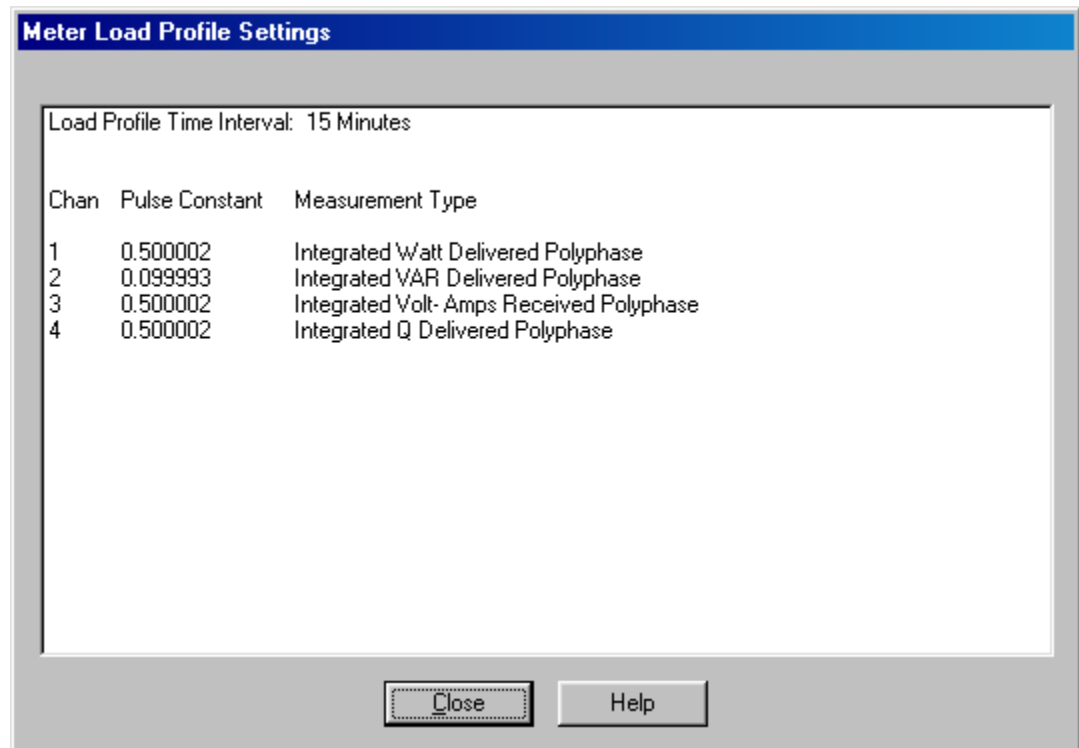 Meter Load Profile Settings
Load Profile Time Interval: 15 Minutes
Chan Pulse Constant Measurement Type
1 0.500002 Integrated Watt Delivered Polyphase
2 0.099993 Integrated VAR Delivered Polyphase
3 0.500002 Integrated Volt- Amps Received Polyphase
4 0.500002 Integrated Q Delivered Polyphase
Close Help